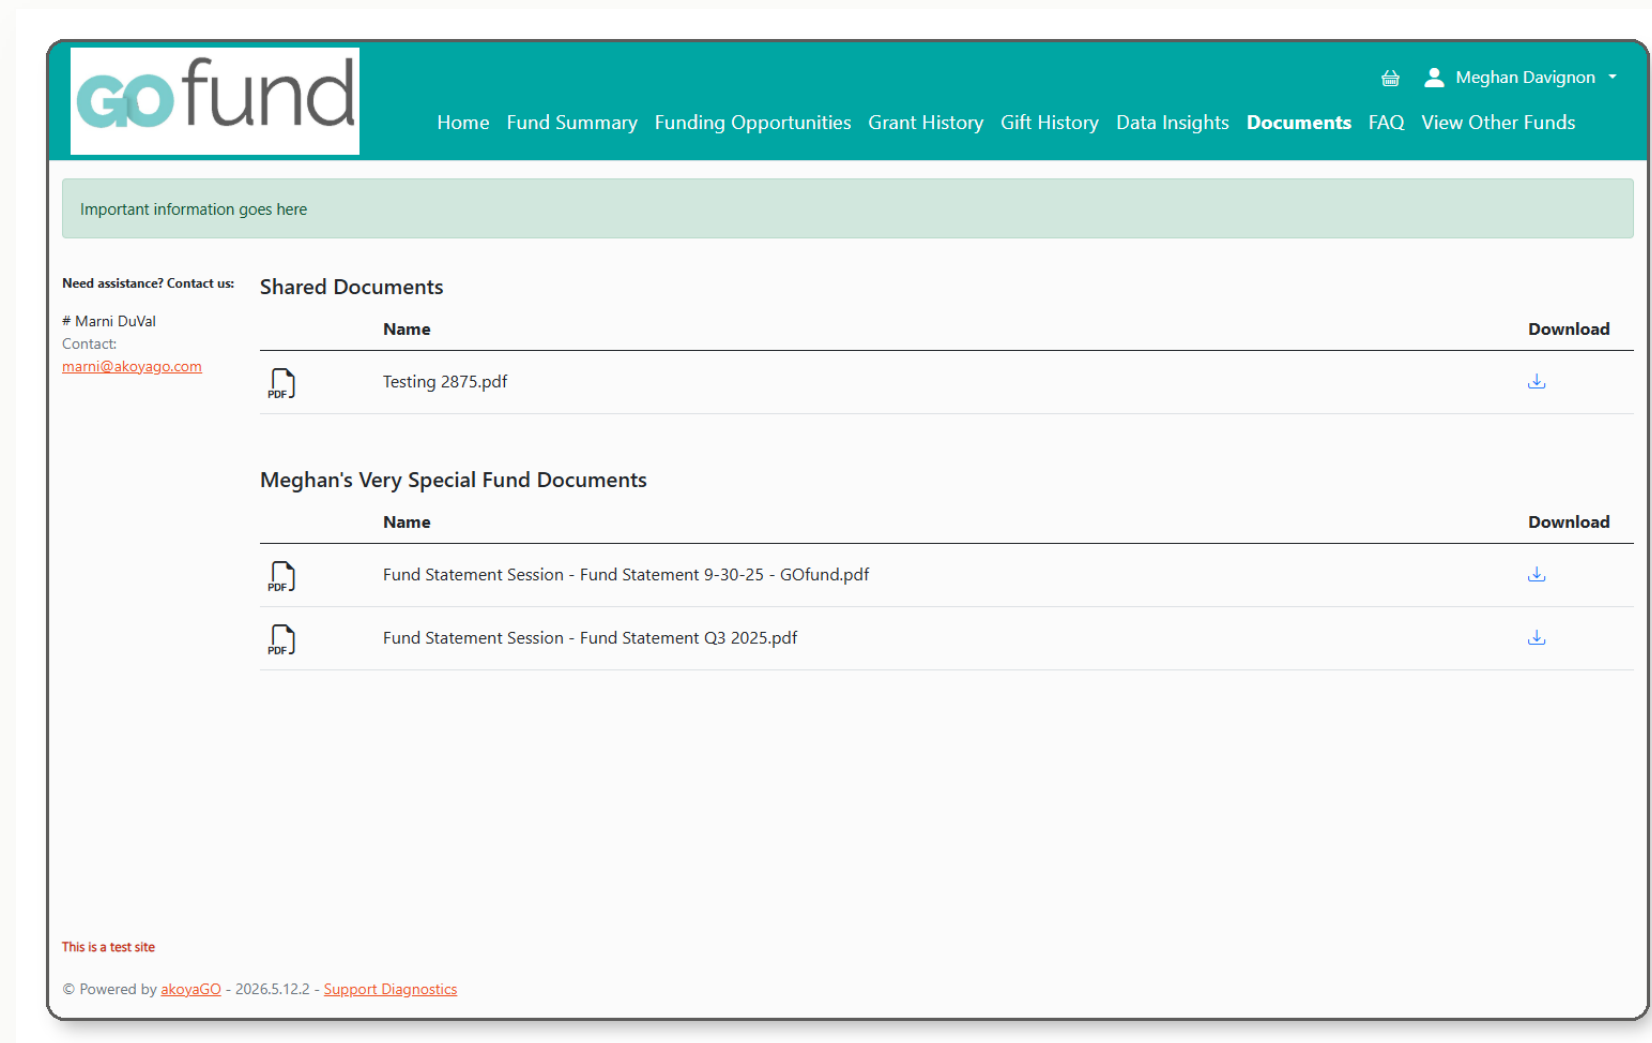 GOfund
Meghan Davignon
Home Fund Summary Funding Opportunities Grant History Gift History Data Insights Documents FAQ View Other Funds
Important information goes here
Need assistance? Contact us:
# Marni DuVal
Contact:
marni@akoyago.com
Shared Documents
Name Download
PDF Testing 2875.pdf
Meghan's Very Special Fund Documents
Name Download
PDF Fund Statement Session - Fund Statement 9-30-25 - GOfund.pdf
PDF Fund Statement Session - Fund Statement Q3 2025.pdf
This is a test site
© Powered by akoyaGO - 2026.5.12.2 - Support Diagnostics